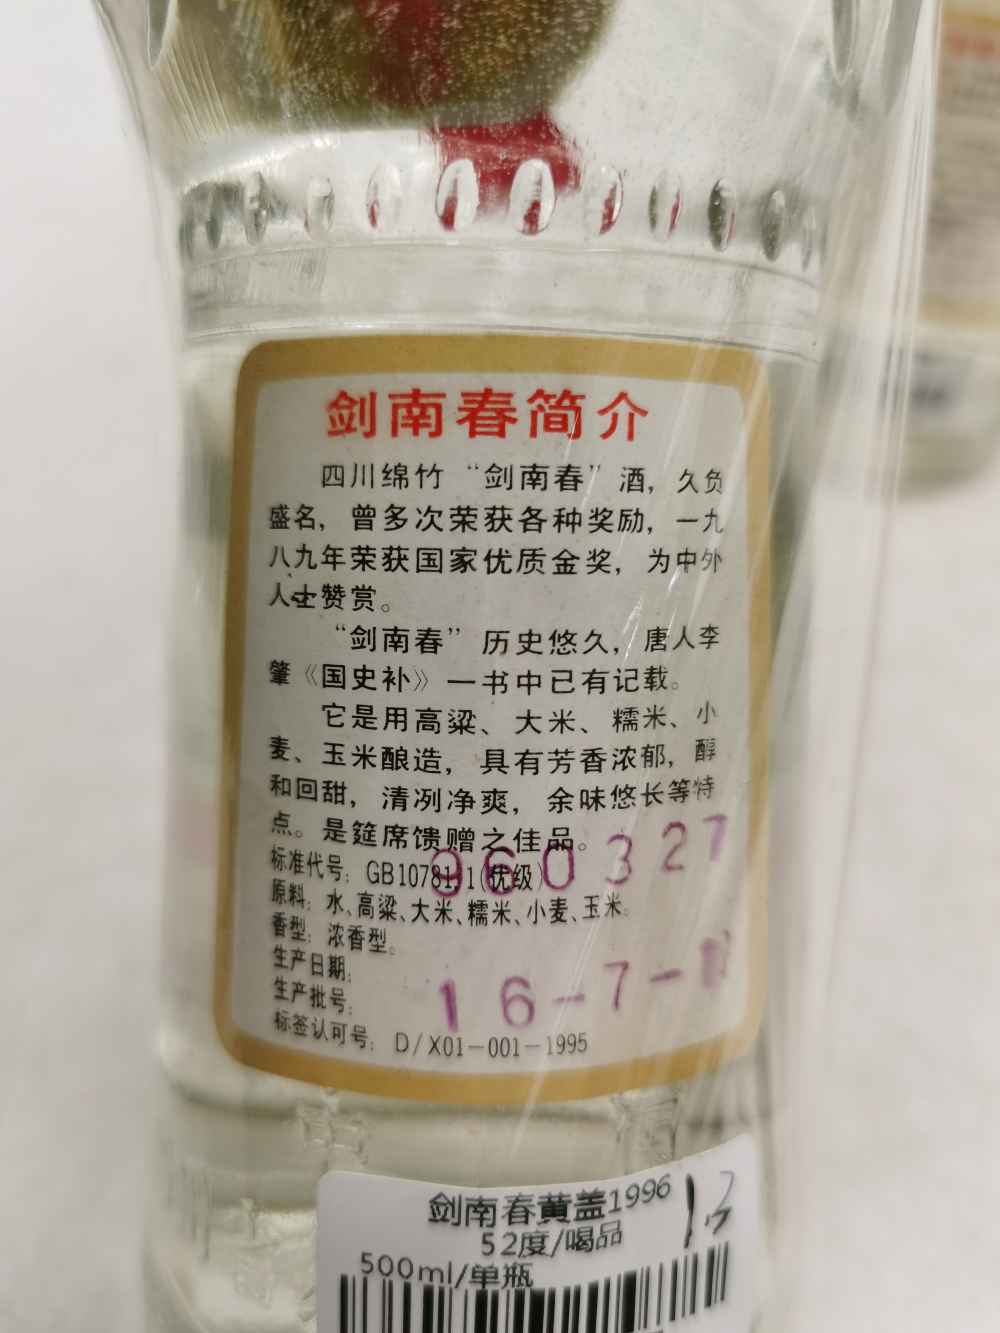 剑南春简介
四川绵竹“剑南春”酒，久负
盛名，曾多次荣获各种奖励，一九
八九年荣获国家优质金奖，为中外
人士赞赏。
“剑南春”历史悠久，唐人李
肇《国史补》一书中已有记载。
它是用高粱、大米、糯米、小
麦、玉米酿造，具有芳香浓郁，醇
和回甜，清冽净爽，余味悠长等特
点。是筵席馈赠之佳品。
标准代号：GB10781.1(优级)
960327
原料：水、高粱、大米、糯米、小麦、玉米。
香型：浓香型。
生产日期：
生产批号：
16-7-
标签认可号：D/X01-001-1995
剑南春黄盖1996
52度/喝品
500ml/单瓶